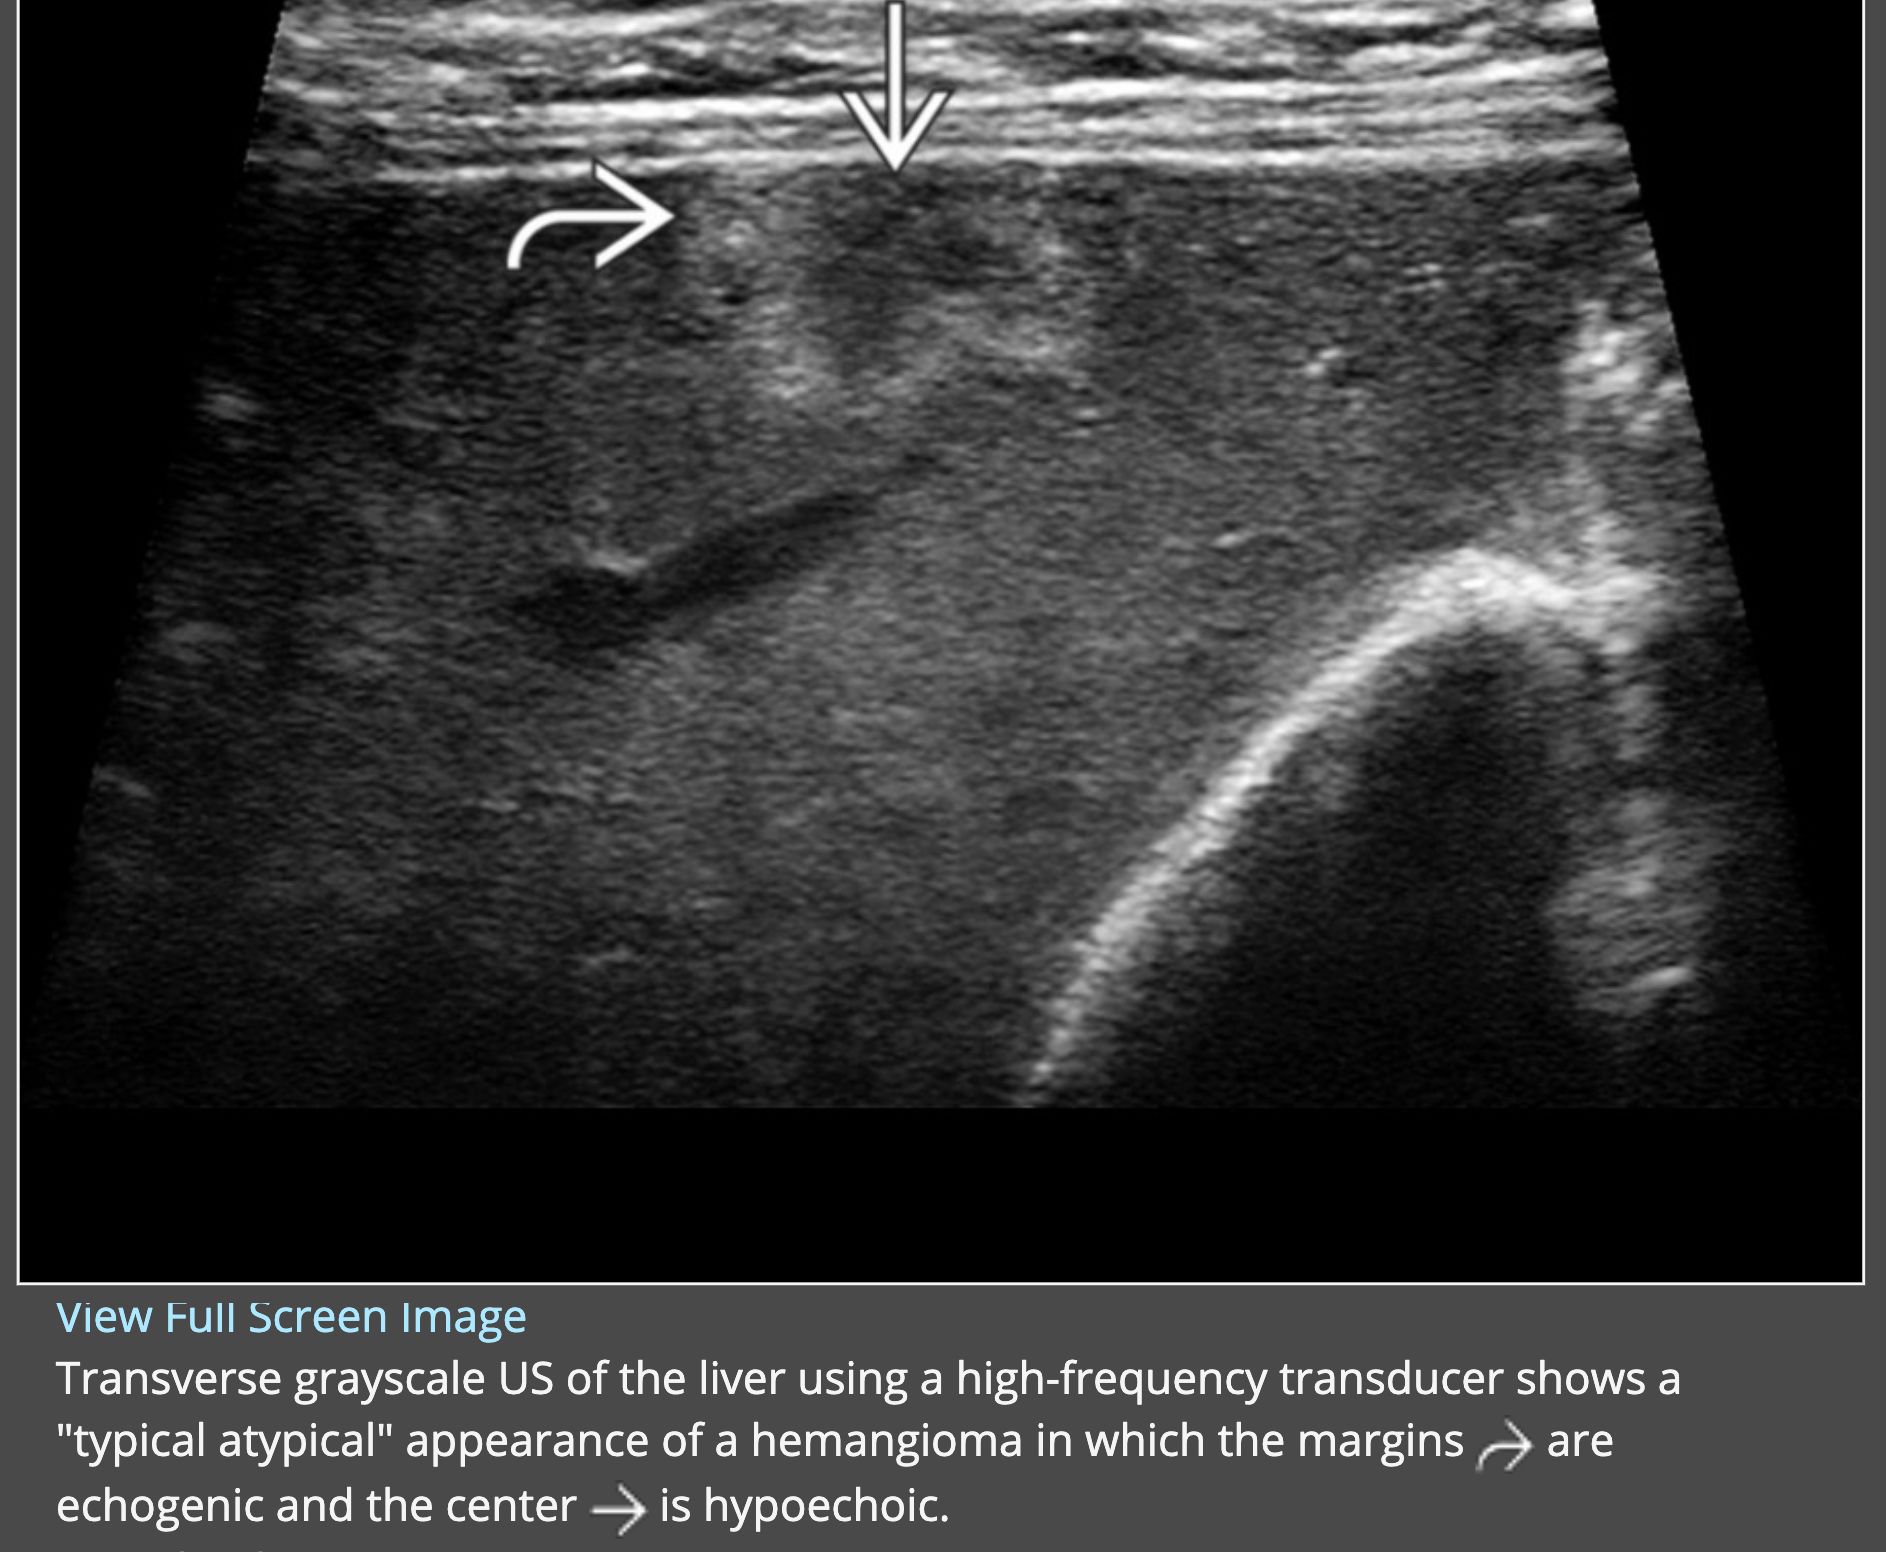 View Full Screen Image
Transverse grayscale US of the liver using a high-frequency transducer shows a
"typical atypical" appearance of a hemangioma in which the margins are
echogenic and the center is hypoechoic.